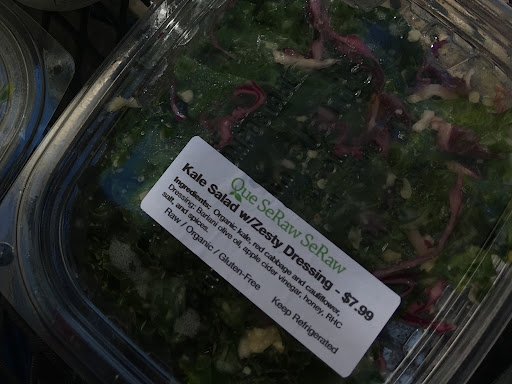 Que SeRaw SeRaw
Kale Salad w/Zesty Dressing - $7.99
Ingredients: Organic kale, red cabbage and cauliflower,
Dressing: Bariani olive oil, apple cider vinegar, honey, RHC
salt, and spices.
Raw / Organic / Gluten-Free Keep Refrigerated